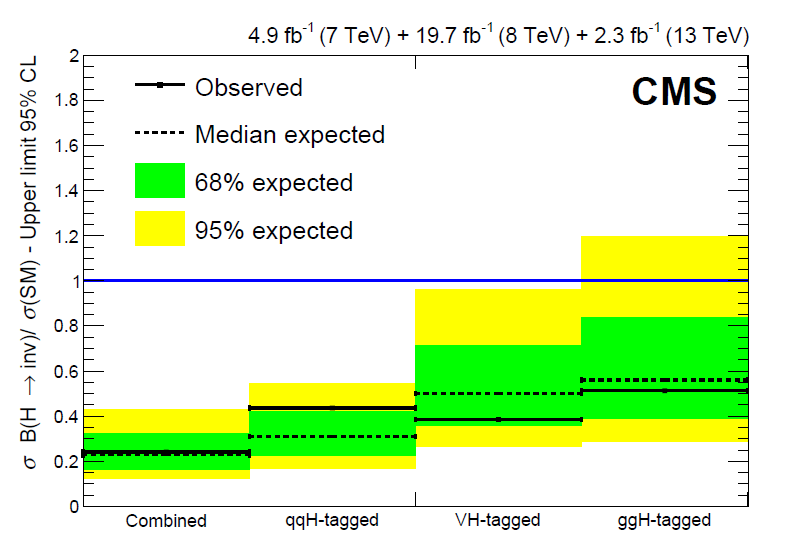 4.9 fb-1 (7 TeV) + 19.7 fb-1 (8 TeV) + 2.3 fb-1 (13 TeV)
σ B(H → inv)/ σ(SM) - Upper limit 95% CL
CMS
Observed
Median expected
68% expected
95% expected
2
1.8
1.6
1.4
1.2
1
0.8
0.6
0.4
0.2
0
Combined qqH-tagged VH-tagged ggH-tagged